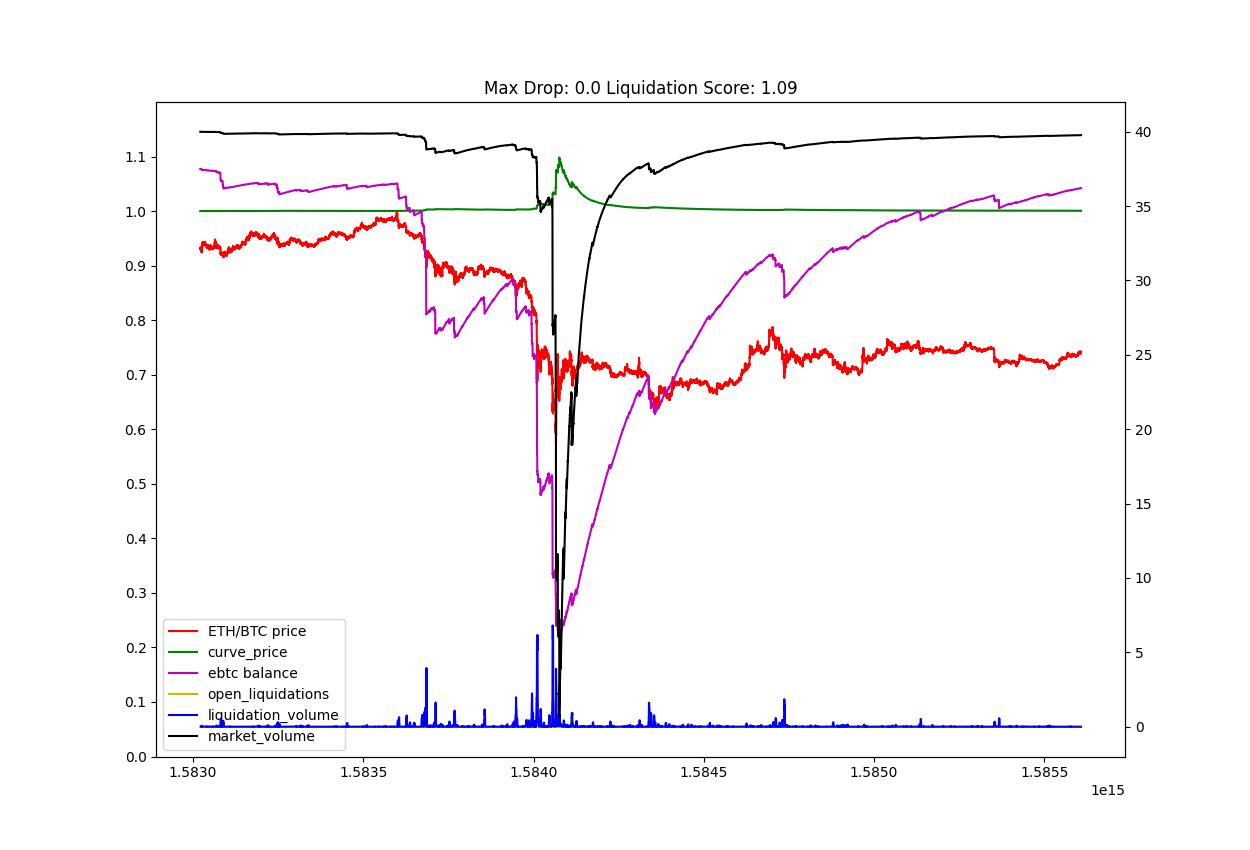 Max Drop: 0.0 Liquidation Score: 1.09
1.1
1.0
0.9
0.8
0.7
0.6
0.5
0.4
0.3
0.2
0.1
0.0
40
35
30
25
20
15
10
5
0
ETH/BTC price
curve_price
ebtc balance
open_liquidations
liquidation_volume
market_volume
1.5830 1.5835 1.5840 1.5845 1.5850 1.5855
1e15